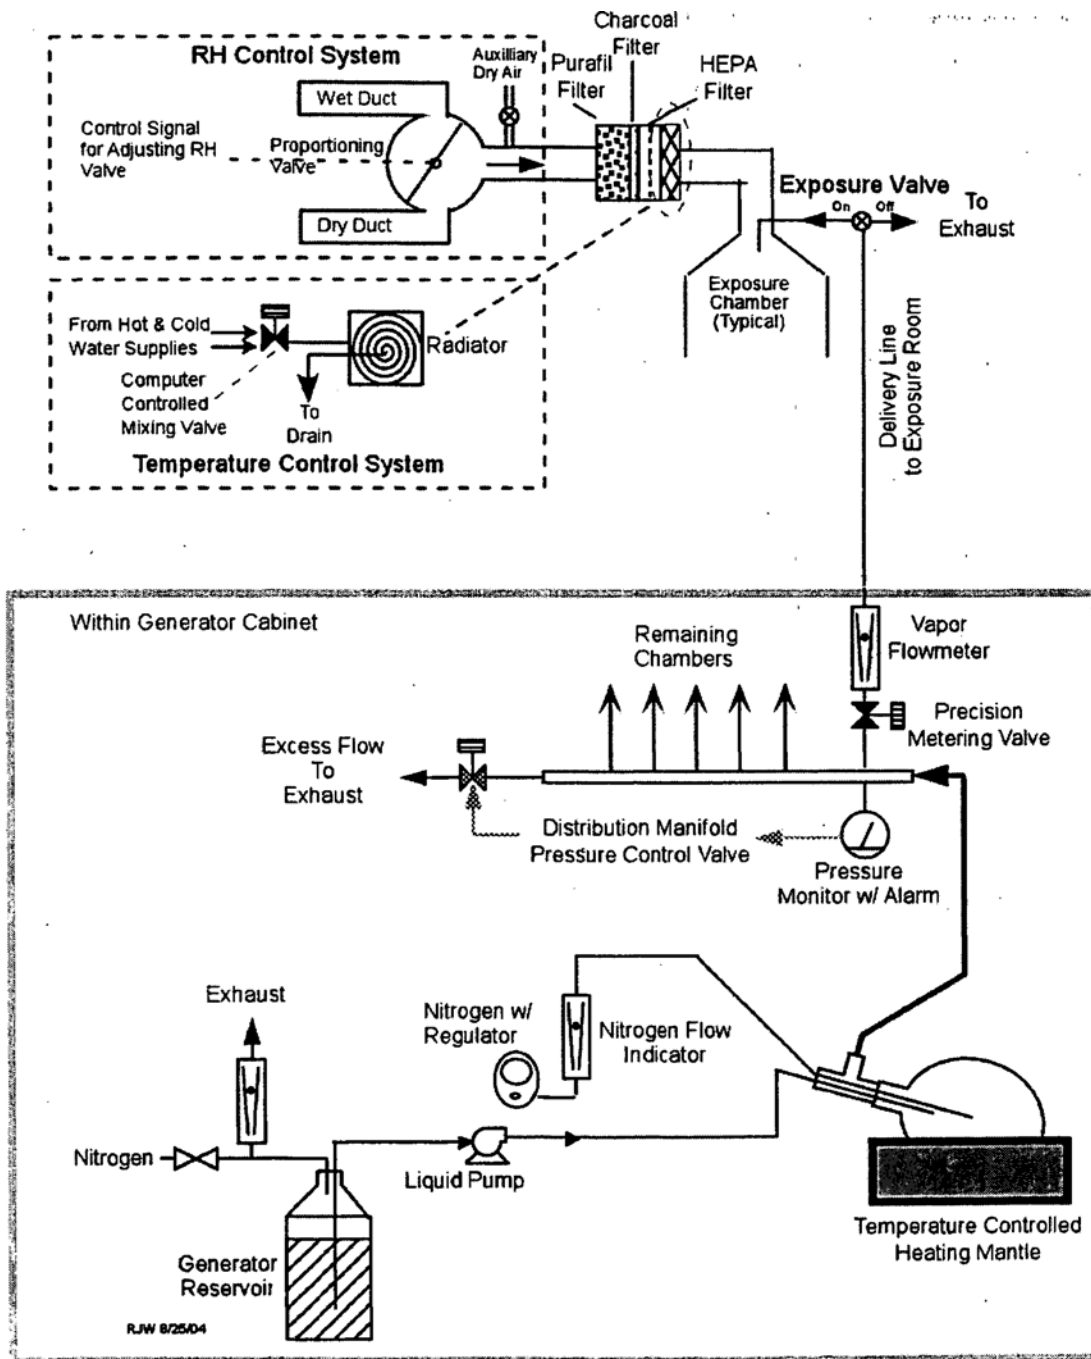 RH Control System
Auxilliary
Dry Air
Charcoal
Filter
Purafil
Filter
HEPA
Filter
Wet Duct
Control Signal
for Adjusting RH
Valve
Proportioning
Valve
Dry Duct
Exposure Valve
On
Off
To
Exhaust
Exposure
Chamber
(Typical)
From Hot & Cold
Water Supplies
Radiator
Computer
Controlled
Mixing Valve
To
Drain
Temperature Control System
Delivery Line
to Exposure Room
Within Generator Cabinet
Remaining
Chambers
Vapor
Flowmeter
Precision
Metering Valve
Excess Flow
To
Exhaust
Distribution Manifold
Pressure Control Valve
Pressure
Monitor w/ Alarm
Exhaust
Nitrogen w/
Regulator
Nitrogen Flow
Indicator
Nitrogen
Liquid Pump
Generator
Reservoir
Temperature Controlled
Heating Mantle
RJW 8/25/04